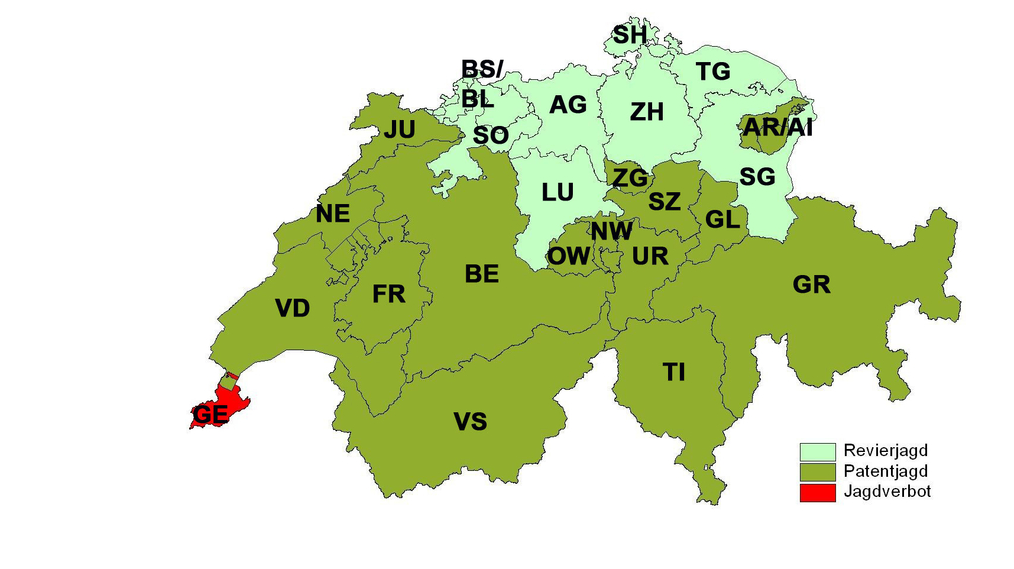 SH
BS/
BL
TG
AG
ZH
JU
SO
AR/AI
LU
ZG
SG
SZ
NE
GL
NW
OW
UR
BE
GR
FR
VD
TI
GE
VS
Revierjagd
Patentjagd
Jagdverbot